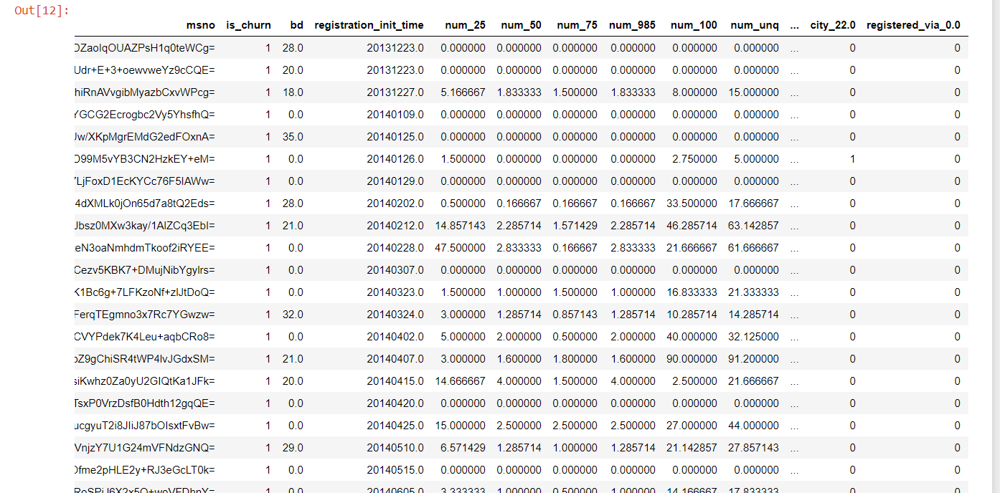 Out[12]:
msno is_churn bd registration_init_time num_25 num_50 num_75 num_985 num_100 num_unq ... city_22.0 registered_via_0.0
ZaoIqOUAZPsH1q0teWCg= 1 28.0 20131223.0 0.000000 0.000000 0.000000 0.000000 0.000000 0.000000 ... 0 0
Udr+E+3+oewvweYz9cCQE= 1 20.0 20131223.0 0.000000 0.000000 0.000000 0.000000 0.000000 0.000000 ... 0 0
hiRnAVvgibMyazbCxvWPcg= 1 18.0 20131227.0 5.166667 1.833333 1.500000 1.833333 8.000000 15.000000 ... 0 0
YGCG2Ecrogbc2Vy5YhsfhQ= 1 0.0 20140109.0 0.000000 0.000000 0.000000 0.000000 0.000000 0.000000 ... 0 0
w/XKpMgrEMdG2edFOxnA= 1 35.0 20140125.0 0.000000 0.000000 0.000000 0.000000 0.000000 0.000000 ... 0 0
99M5vYB3CN2HzkEY+eM= 1 0.0 20140126.0 1.500000 0.000000 0.000000 0.000000 2.750000 5.000000 ... 1 0
LjFoxD1EcKYCc76F5IAWw= 1 0.0 20140129.0 0.000000 0.000000 0.000000 0.000000 0.000000 0.000000 ... 0 0
4dXMLk0jOn65d7a8tQ2Eds= 1 28.0 20140202.0 0.500000 0.166667 0.166667 0.166667 33.500000 17.666667 ... 0 0
Jbsz0MXw3kay/1AlZCq3EbI= 1 21.0 20140212.0 14.857143 2.285714 1.571429 2.285714 46.285714 63.142857 ... 0 0
eN3oaNmhdmTkoof2iRYEE= 1 0.0 20140228.0 47.500000 2.833333 0.166667 2.833333 21.666667 61.666667 ... 0 0
Cezv5KBK7+DMujNibYgylrs= 1 0.0 20140307.0 0.000000 0.000000 0.000000 0.000000 0.000000 0.000000 ... 0 0
K1Bc6g+7LFKzoNf+zlJtDoQ= 1 0.0 20140323.0 1.500000 1.000000 1.500000 1.000000 16.833333 21.333333 ... 0 0
FerqTEgmno3x7Rc7YGwzw= 1 32.0 20140324.0 3.000000 1.285714 0.857143 1.285714 10.285714 14.285714 ... 0 0
CVYPdek7K4Leu+aqbCRo8= 1 0.0 20140402.0 5.000000 2.000000 0.500000 2.000000 40.000000 32.125000 ... 0 0
Z9gChiSR4tWP4lvJGdxSM= 1 21.0 20140407.0 3.000000 1.600000 1.800000 1.600000 90.000000 91.200000 ... 0 0
siKwhz0Za0yU2GIQtKa1JFk= 1 20.0 20140415.0 14.666667 4.000000 1.500000 4.000000 2.500000 21.666667 ... 0 0
TsxP0VrzDsfB0Hdth12gqQE= 1 0.0 20140420.0 0.000000 0.000000 0.000000 0.000000 0.000000 0.000000 ... 0 0
ucgyuT2i8JIiJ87bOIsxtFvBw= 1 0.0 20140425.0 15.000000 2.500000 2.500000 2.500000 27.000000 44.000000 ... 0 0
VnjzY7U1G24mVFNdzGNQ= 1 29.0 20140510.0 6.571429 1.285714 1.000000 1.285714 21.142857 27.857143 ... 0 0
fme2pHLE2y+RJ3eGcLT0k= 1 0.0 20140515.0 0.000000 0.000000 0.000000 0.000000 0.000000 0.000000 ... 0 0
1 0.0 20140605.0 3.333333 1.000000 0.500000 1.000000 14.166667 17.833333 ... 0 0